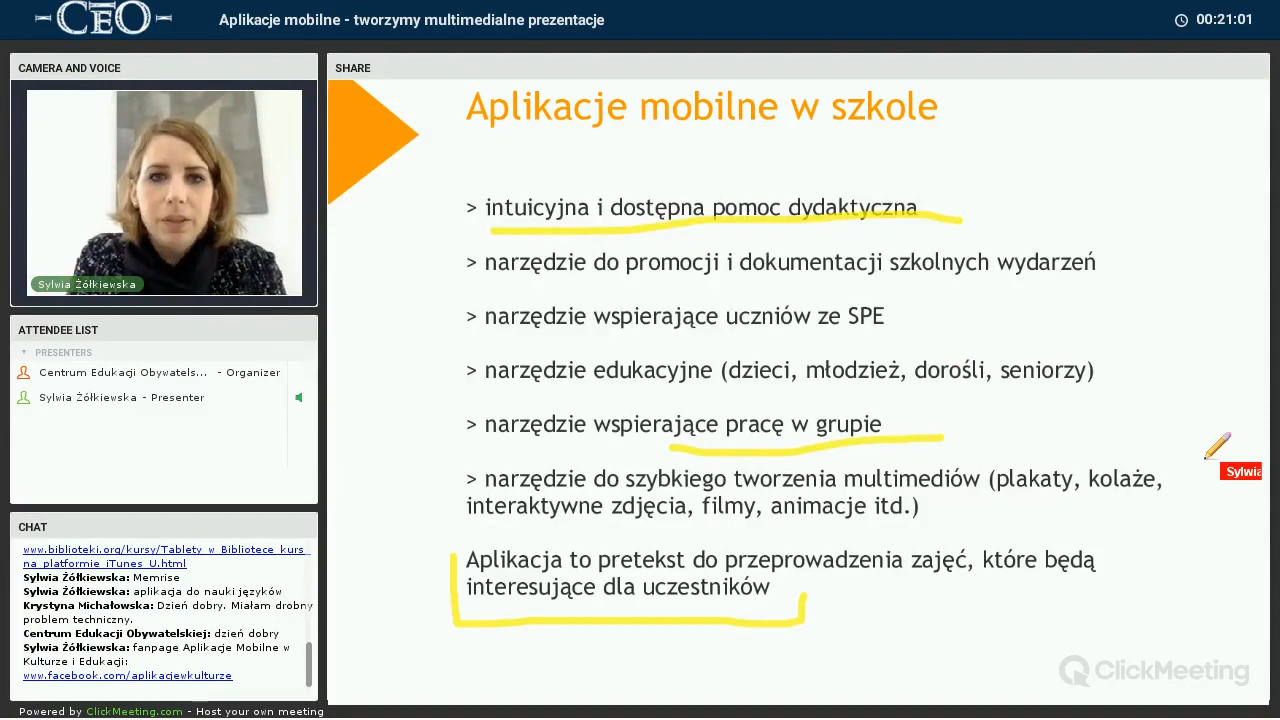 CEO
Aplikacje mobilne - tworzymy multimedialne prezentacje
00:21:01
CAMERA AND VOICE
Sylwia Żółkiewska
ATTENDEE LIST
PRESENTERS
Centrum Edukacji Obywatels... - Organizer
Sylwia Żółkiewska - Presenter
CHAT
www.biblioteki.org/kursy/Tablety_w_Bibliotece_kurs_
na_platformie_iTunes_U.html
Sylwia Żółkiewska: Memrise
Sylwia Żółkiewska: aplikacja do nauki języków
Krystyna Michałowska: Dzień dobry. Miałam drobny
problem techniczny.
Centrum Edukacji Obywatelskiej: dzień dobry
Sylwia Żółkiewska: fanpage Aplikacje Mobilne w
Kulturze i Edukacji:
www.facebook.com/aplikacjewkulturze
Powered by ClickMeeting.com - Host your own meeting
SHARE
Aplikacje mobilne w szkole
> intuicyjna i dostępna pomoc dydaktyczna
> narzędzie do promocji i dokumentacji szkolnych wydarzeń
> narzędzie wspierające uczniów ze SPE
> narzędzie edukacyjne (dzieci, młodzież, dorośli, seniorzy)
> narzędzie wspierające pracę w grupie
> narzędzie do szybkiego tworzenia multimediów (plakaty, kolaże,
interaktywne zdjęcia, filmy, animacje itd.)
Aplikacja to pretekst do przeprowadzenia zajęć, które będą
interesujące dla uczestników
Sylwia
ClickMeeting